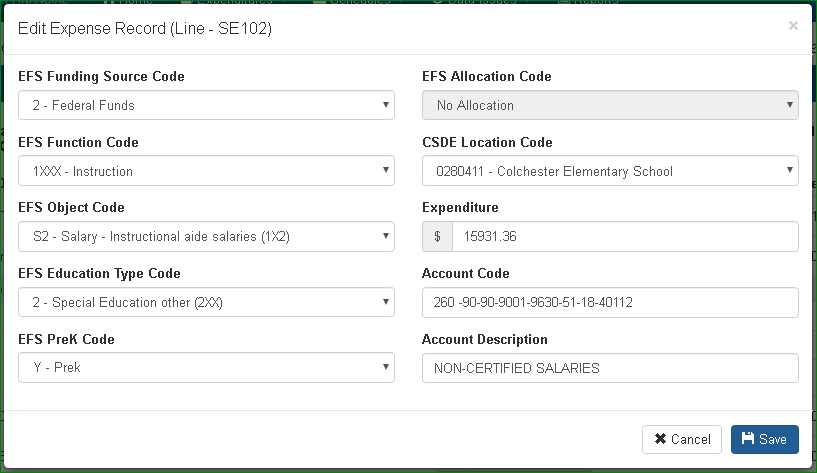 Edit Expense Record (Line - SE102)
×
EFS Funding Source Code
2 - Federal Funds
EFS Allocation Code
No Allocation
EFS Function Code
1XXX - Instruction
CSDE Location Code
0280411 - Colchester Elementary School
EFS Object Code
S2 - Salary - Instructional aide salaries (1X2)
Expenditure
$ 15931.36
EFS Education Type Code
2 - Special Education other (2XX)
Account Code
260 -90-90-9001-9630-51-18-40112
EFS PreK Code
Y - Prek
Account Description
NON-CERTIFIED SALARIES
✖ Cancel
Save